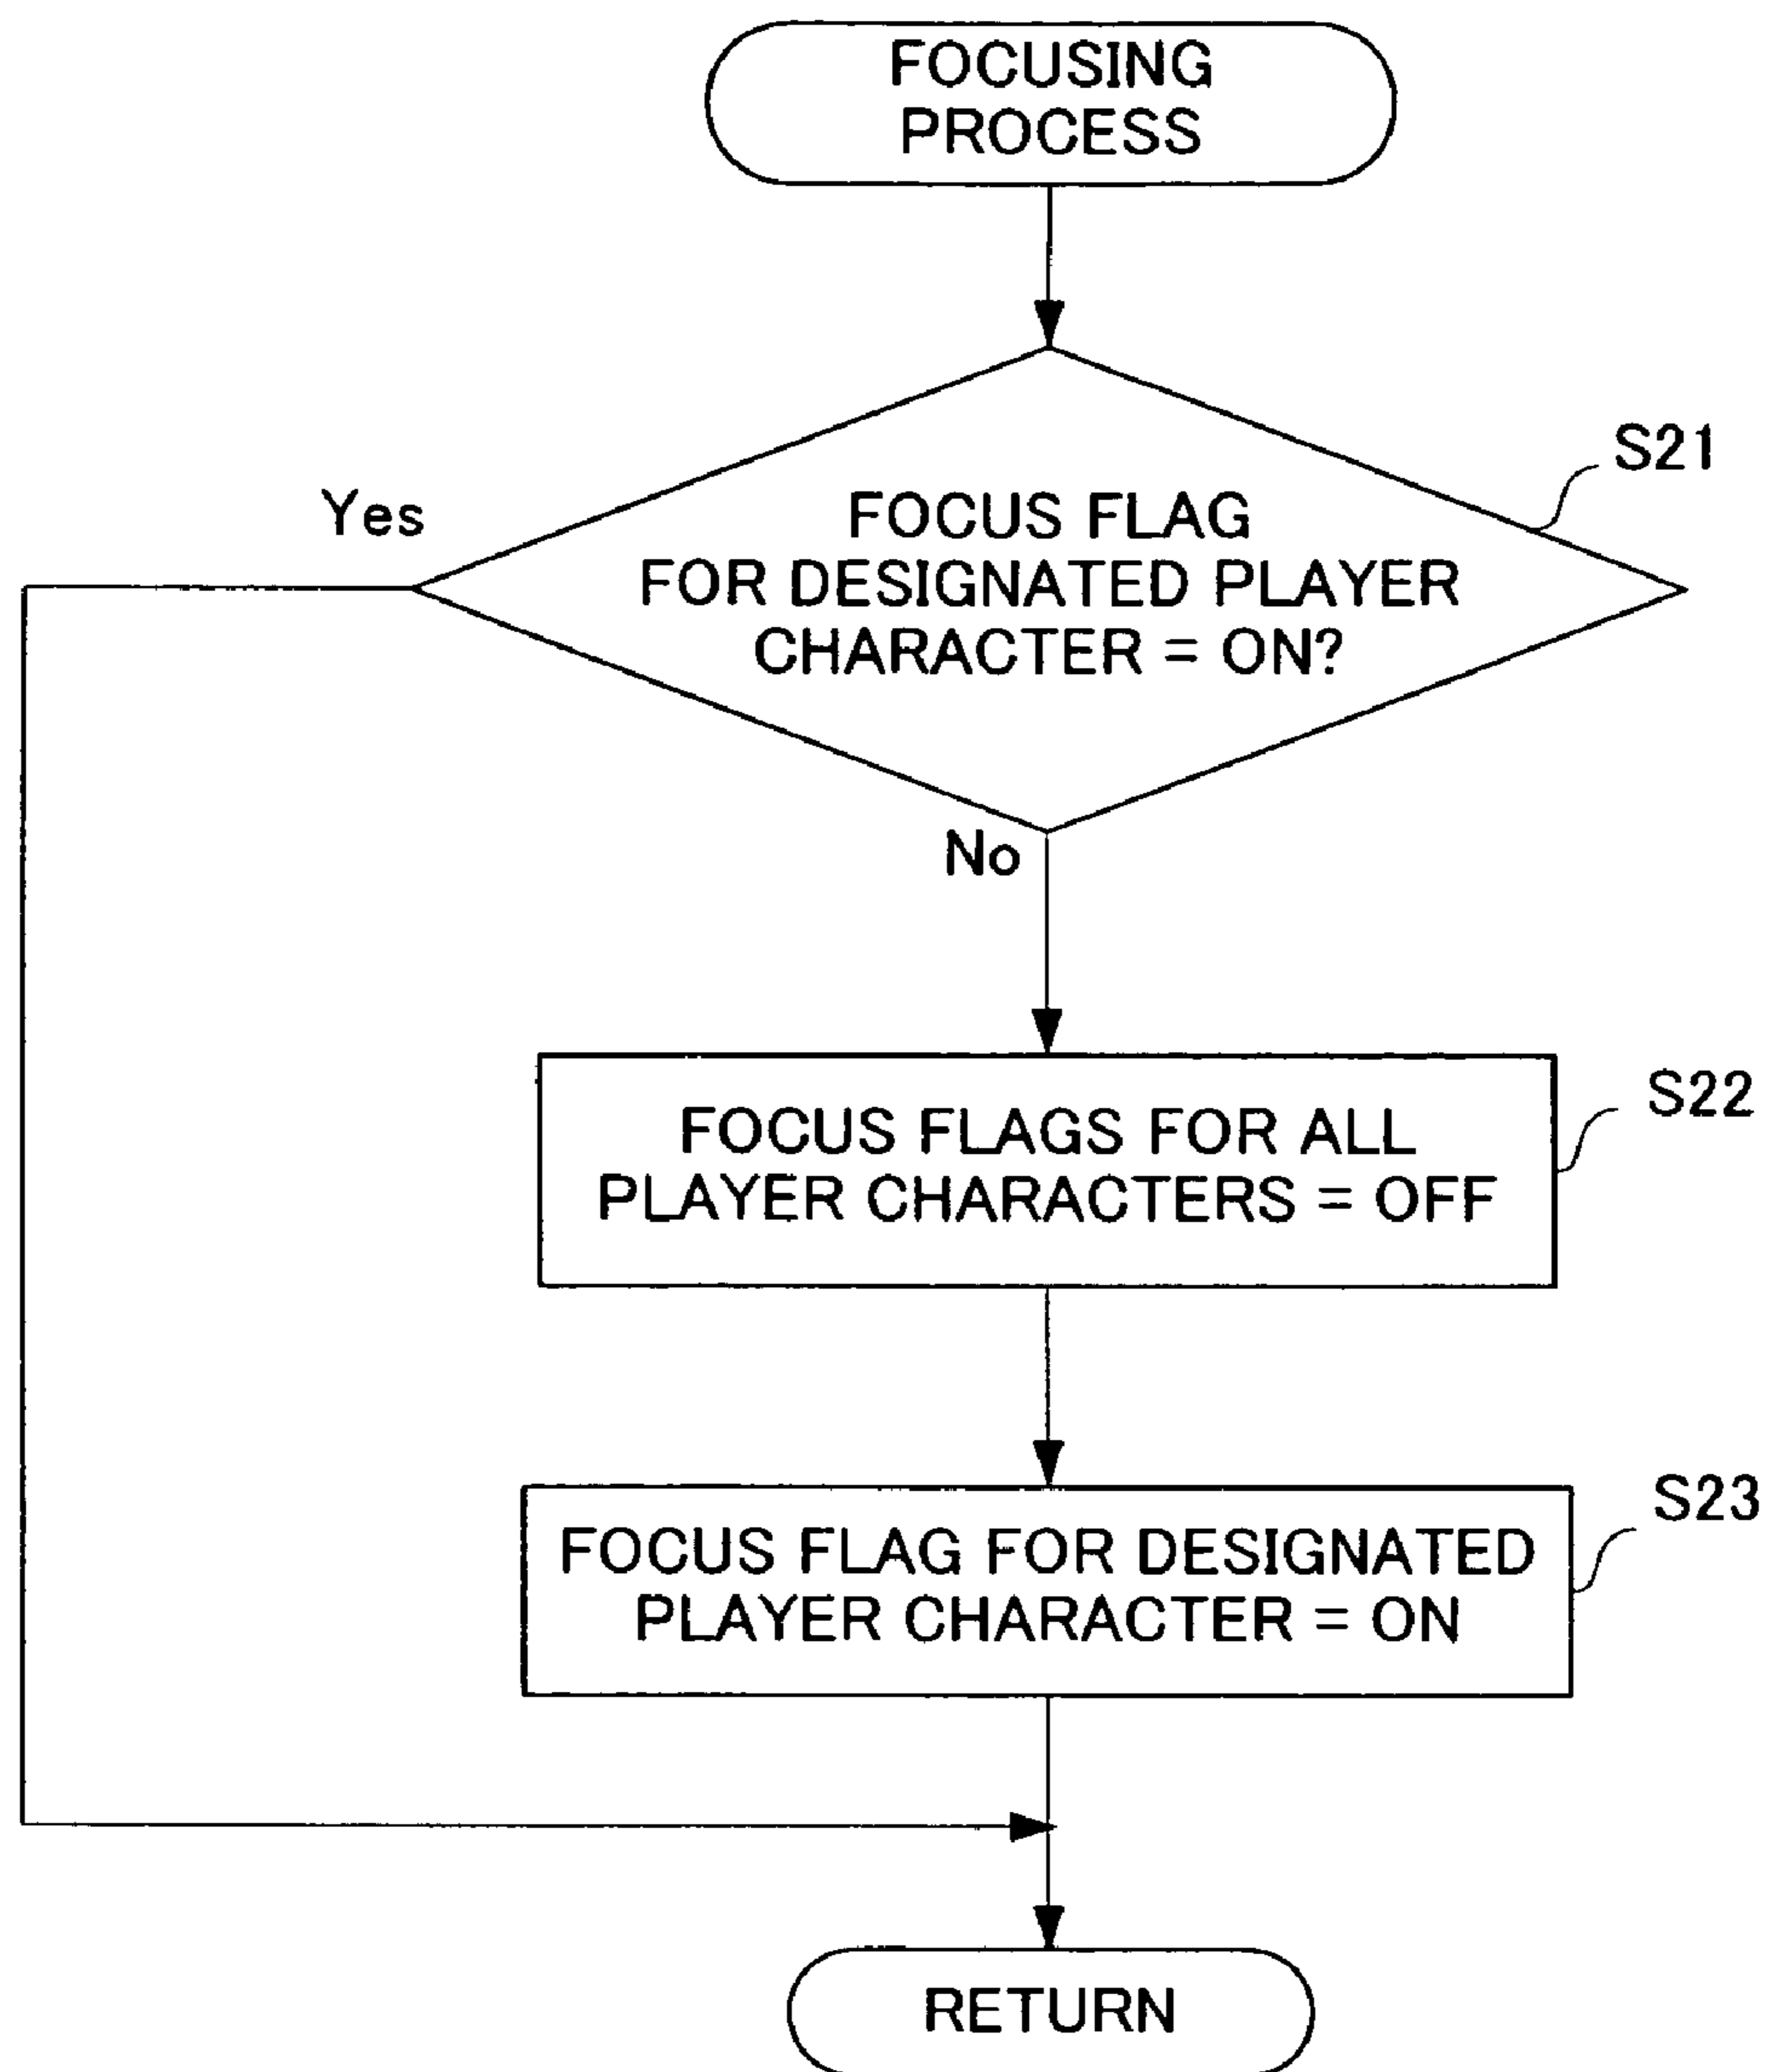 FOCUSING
PROCESS
S21
Yes
FOCUS FLAG
FOR DESIGNATED PLAYER
CHARACTER = ON?
No
S22
FOCUS FLAGS FOR ALL
PLAYER CHARACTERS = OFF
S23
FOCUS FLAG FOR DESIGNATED
PLAYER CHARACTER = ON
RETURN